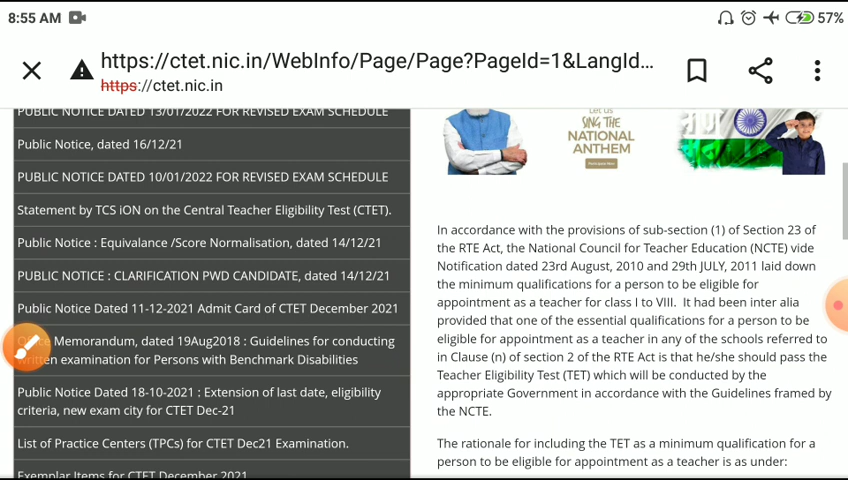 8:55 AM
57%
https://ctet.nic.in/WebInfo/Page/Page?PageId=1&LangId...
https://ctet.nic.in
PUBLIC NOTICE DATED 13/01/2022 FOR REVISED EXAM SCHEDULE
Public Notice, dated 16/12/21
PUBLIC NOTICE DATED 10/01/2022 FOR REVISED EXAM SCHEDULE
Statement by TCS iON on the Central Teacher Eligibility Test (CTET).
Public Notice : Equivalance /Score Normalisation, dated 14/12/21
PUBLIC NOTICE : CLARIFICATION PWD CANDIDATE, dated 14/12/21
Public Notice Dated 11-12-2021 Admit Card of CTET December 2021
Memorandum, dated 19Aug2018 : Guidelines for conducting
written examination for Persons with Benchmark Disabilities
Public Notice Dated 18-10-2021 : Extension of last date, eligibility
criteria, new exam city for CTET Dec-21
List of Practice Centers (TPCs) for CTET Dec21 Examination.
Exemplar Items for CTET December 2021
Let us
SING THE
NATIONAL
ANTHEM
In accordance with the provisions of sub-section (1) of Section 23 of
the RTE Act, the National Council for Teacher Education (NCTE) vide
Notification dated 23rd August, 2010 and 29th JULY, 2011 laid down
the minimum qualifications for a person to be eligible for
appointment as a teacher for class I to VIII. It had been inter alia
provided that one of the essential qualifications for a person to be
eligible for appointment as a teacher in any of the schools referred to
in Clause (n) of section 2 of the RTE Act is that he/she should pass the
Teacher Eligibility Test (TET) which will be conducted by the
appropriate Government in accordance with the Guidelines framed by
the NCTE.
The rationale for including the TET as a minimum qualification for a
person to be eligible for appointment as a teacher is as under: